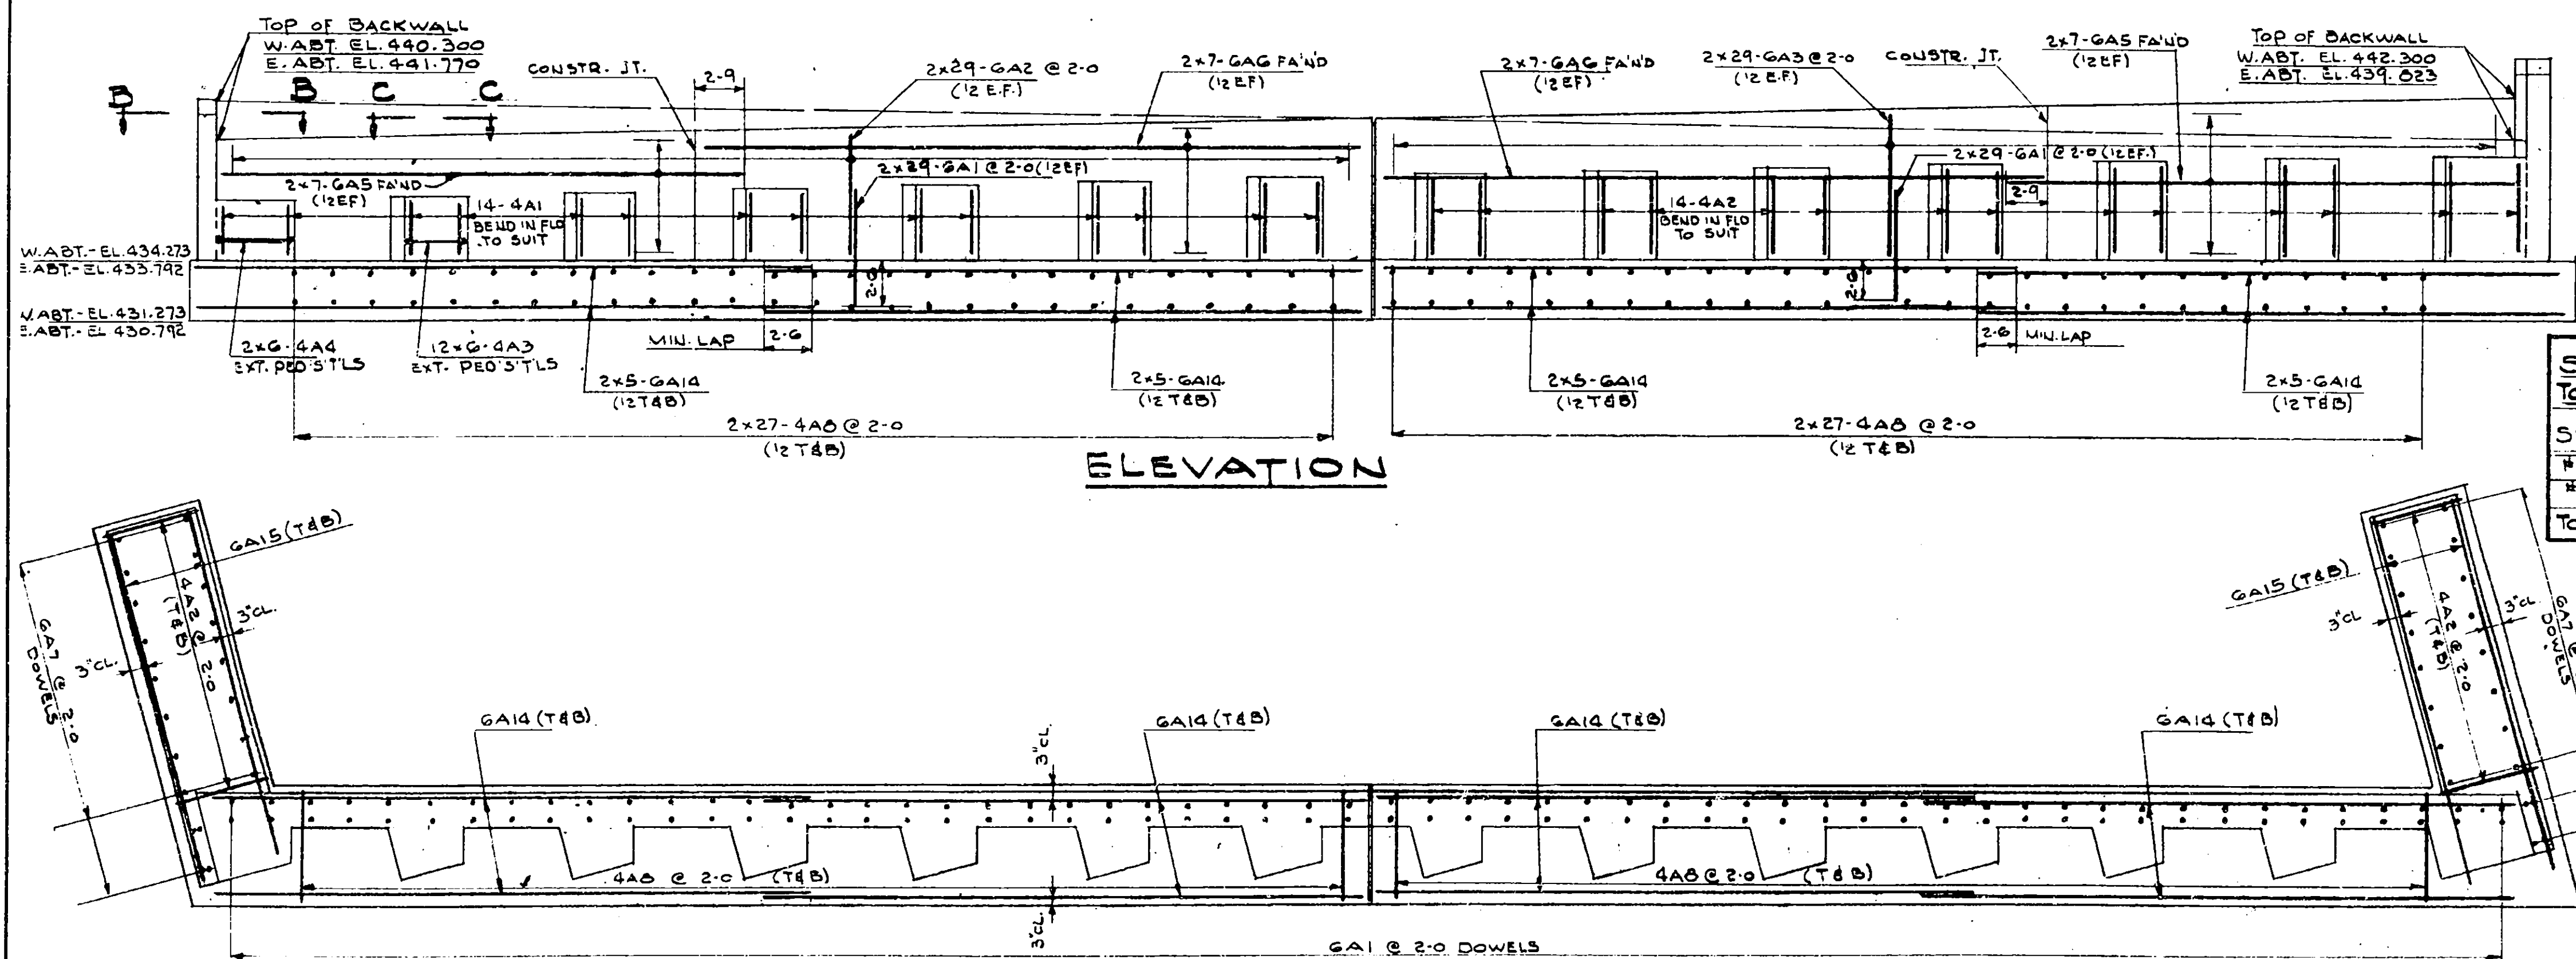 TOP OF BACKWALL
W. ABT. EL. 440.300
E. ABT. EL. 441.770
CONSTR. JT.
2-9
2x29-6A2 @ 2-0
(1/2 E.F.)
2x7-6A6 FA'ND
(1/2 EF)
2x7-6A6 FA'ND
(1/2 EF)
2x29-6A3 @ 2-0
(1/2 E.F.)
CONSTR. JT.
2x7-6A5 FA'ND
(1/2 EF)
TOP OF BACKWALL
W. ABT. EL. 442.300
E. ABT. EL. 439.823
B
B
C
C
2x7-6A5 FA'ND
(1/2 EF)
2x29-6A1 @ 2-0 (1/2 EF)
2x29-6A1 @ 2-0 (1/2 EF.)
2-9
14-4A1
BEND IN FLD
TO SUIT
14-4A2
BEND IN FLD
TO SUIT
W. ABT.-EL. 434.273
E. ABT.-EL. 433.792
2-0
2-0
W. ABT.-EL. 431.273
E. ABT.-EL 430.792
2x6-4A4
EXT. PED'S'TLS
12x6-4A3
EXT. PED'S'TLS
MIN. LAP
2-6
2-6
MIN. LAP
2x5-6A14
(1/2 T&B)
2x5-6A14
(1/2 T&B)
2x5-6A14
(1/2 T&B)
2x5-6A14
(1/2 T&B)
2x27-4A8 @ 2-0
(1/2 T&B)
2x27-4A8 @ 2-0
(1/2 T&B)
ELEVATION
6A15 (T&B)
4A2 @ 2-0
(T&B)
3"CL.
3"CL.
6A7 @ 2-0
DOWELS
6A15 (T&B)
4A2 @ 2-0
(T&B)
3"CL.
3"CL.
6A7 @
DOWELS
6A14 (T&B)
6A14 (T&B)
6A14 (T&B)
6A14 (T&B)
3"CL.
4A8 @ 2-0 (T&B)
4A8 @ 2-0 (T&B)
3"CL.
6A1 @ 2-0 DOWELS